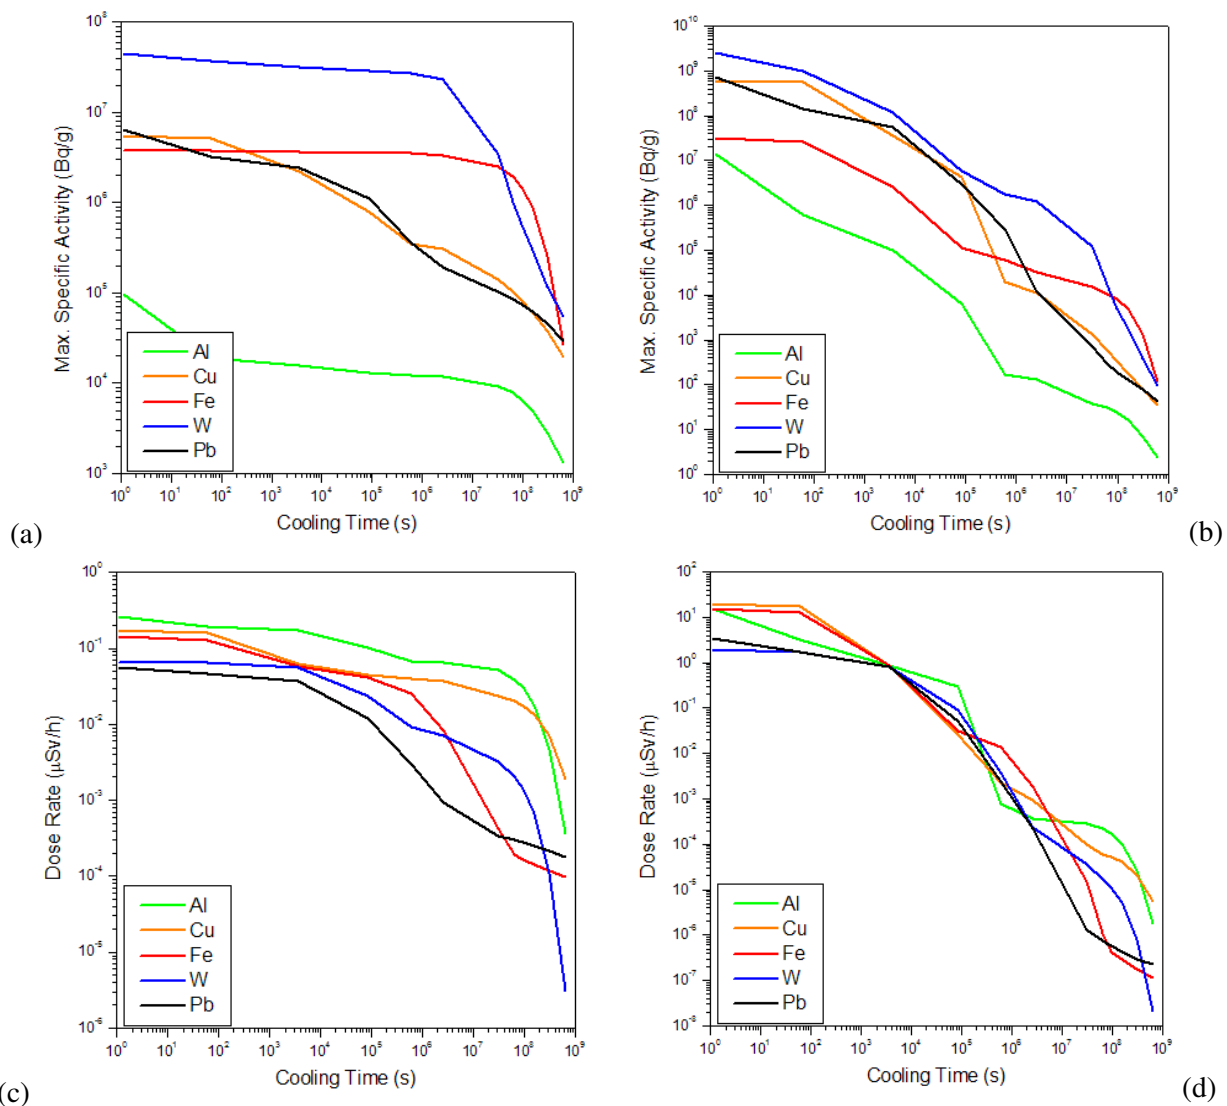 10⁸
10⁷
10⁶
10⁵
10⁴
10³
Max. Specific Activity (Bq/g)
Al
Cu
Fe
W
Pb
10⁰ 10¹ 10² 10³ 10⁴ 10⁵ 10⁶ 10⁷ 10⁸ 10⁹
Cooling Time (s)
(a)
10¹⁰
10⁹
10⁸
10⁷
10⁶
10⁵
10⁴
10³
10²
10¹
10⁰
Max. Specific Activity (Bq/g)
Al
Cu
Fe
W
Pb
10⁰ 10¹ 10² 10³ 10⁴ 10⁵ 10⁶ 10⁷ 10⁸ 10⁹
Cooling Time (s)
(b)
10⁰
10⁻¹
10⁻²
10⁻³
10⁻⁴
10⁻⁵
10⁻⁶
Dose Rate (µSv/h)
Al
Cu
Fe
W
Pb
10⁰ 10¹ 10² 10³ 10⁴ 10⁵ 10⁶ 10⁷ 10⁸ 10⁹
Cooling Time (s)
(c)
10²
10¹
10⁰
10⁻¹
10⁻²
10⁻³
10⁻⁴
10⁻⁵
10⁻⁶
10⁻⁷
10⁻⁸
Dose Rate (µSv/h)
Al
Cu
Fe
W
Pb
10⁰ 10¹ 10² 10³ 10⁴ 10⁵ 10⁶ 10⁷ 10⁸ 10⁹
Cooling Time (s)
(d)